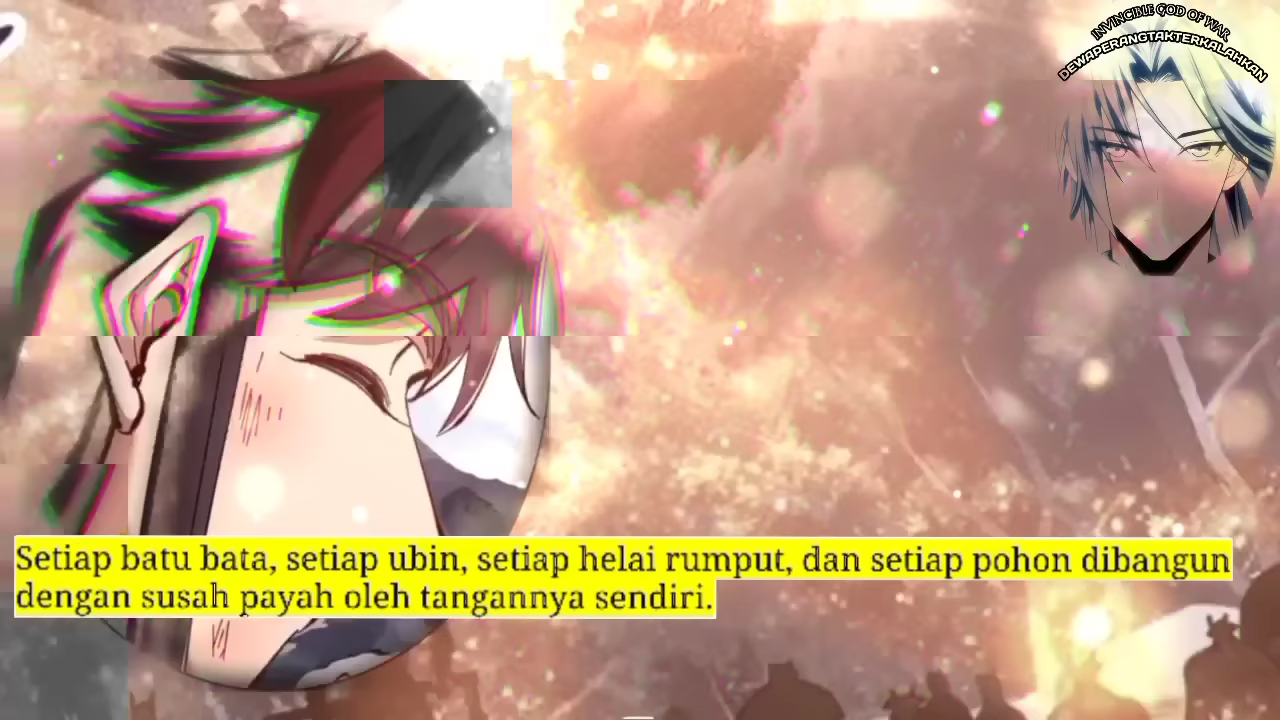 INVINCIBLE GOD OF WAR
DEWAPERANGTAKTERKALAHKAN
Setiap batu bata, setiap ubin, setiap helai rumput, dan setiap pohon dibangun
dengan susah payah oleh tangannya sendiri.